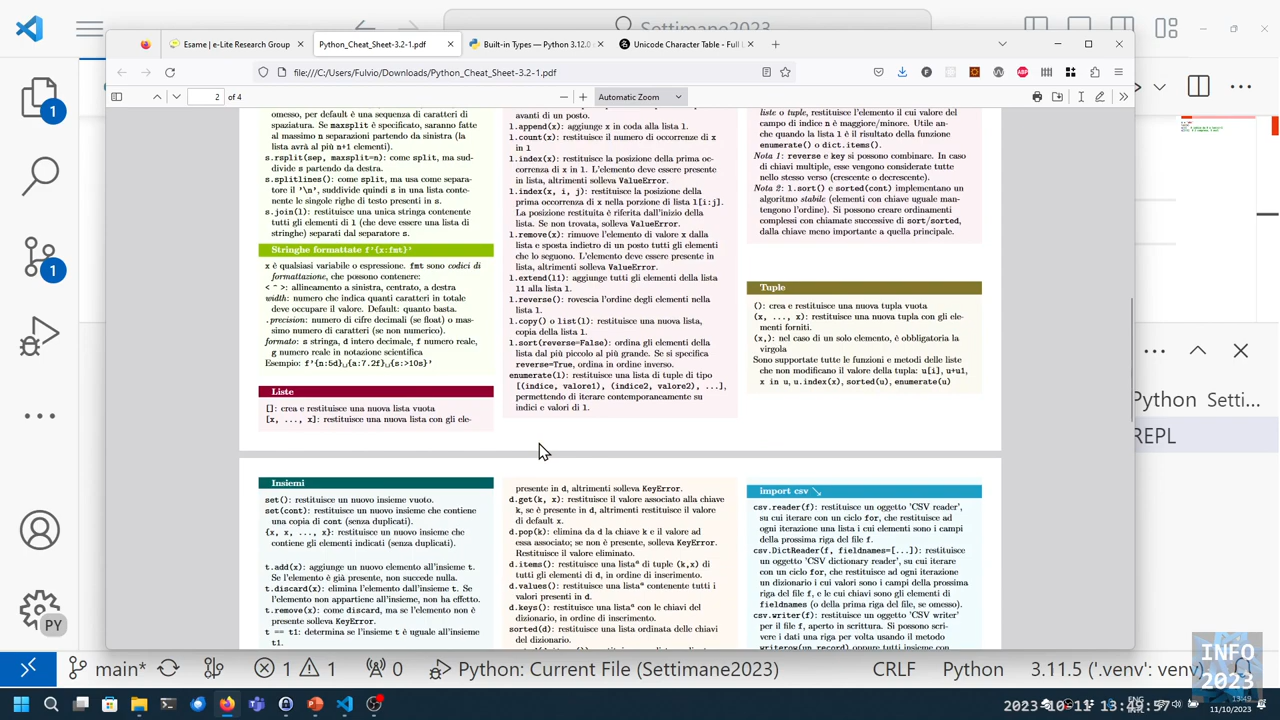 Settimane2023
Esame | e-Lite Research Group
Python_Cheat_Sheet-3.2-1.pdf
Built-in Types — Python 3.12.0
Unicode Character Table - Full L
file:///C:/Users/Fulvio/Downloads/Python_Cheat_Sheet-3.2-1.pdf
2 of 4
Automatic Zoom
omesso, per default è una sequenza di caratteri di
spaziatura. Se maxsplit è specificato, saranno fatte
al massimo n separazioni da sinistra (la
lista avrà al più n+1 elementi).
s.rsplit(sep, maxsplit=n): come split, ma sud-
divide s partendo da destra.
s.splitlines(): come split, ma usa come separa-
tore il '\n', suddivide quindi s in una lista conte-
nente le singole righe di testo presenti in s.
s.join(l): restituisce una unica stringa contenente
tutti gli elementi di l (che deve essere una lista di
stringhe) separati dal separatore s.
Stringhe formattate f'{x:fmt}'
x è qualsiasi variabile o espressione. fmt sono codici di
formattazione, che possono contenere:
< ^ >: allineamento a sinistra, centrato, a destra
width: numero che indica quanti caratteri in totale
deve occupare il valore. Default: quanto basta.
.precision: numero di cifre decimali (se float) o mas-
simo numero di caratteri (se non numerico).
formato: s stringa, d intero decimale, f numero reale,
g numero reale in notazione scientifica
Esempio: f'{n:5d}␣{a:7.2f}␣{s:>10s}'
Liste
[]: crea e restituisce una nuova lista vuota
[x, ..., x]: restituisce una nuova lista con gli ele-
avanti di un posto.
l.append(x): aggiunge x in coda alla lista l.
l.count(x): restituisce il numero di occorrenze di x
in l
l.index(x): restituisce la posizione della prima oc-
correnza di x in l. L'elemento deve essere presente
in lista, altrimenti solleva ValueError.
l.index(x, i, j): restituisce la posizione della
prima occorrenza di x nella porzione di lista l[i:j].
La posizione restituita è riferita dall'inizio della
lista. Se non trovata, solleva ValueError.
l.remove(x): rimuove l'elemento di valore x dalla
lista e sposta indietro di un posto tutti gli elementi
che lo seguono. L'elemento deve essere presente in
lista, altrimenti solleva ValueError.
l.extend(l1): aggiunge tutti gli elementi della lista
l1 alla lista l.
l.reverse(): rovescia l'ordine degli elementi nella
lista l.
l.copy() o list(l): restituisce una nuova lista,
copia della lista l.
l.sort(reverse=False): ordina gli elementi della
lista dal più piccolo al più grande. Se si specifica
reverse=True, ordina in ordine inverso.
enumerate(l): restituisce una lista di tuple di tipo
[(indice, valore1), (indice2, valore2), ...],
permettendo di iterare contemporaneamente su
indici e valori di l.
liste o tuple, restituisce l'elemento il cui valore del
campo di indice n è maggiore/minore. Utile an-
che quando la lista l è il risultato della funzione
enumerate() o dict.items().
Nota 1: reverse e key si possono combinare. In caso
di chiavi multiple, esse vengono considerate tutte
nello stesso verso (crescente o decrescente).
Nota 2: l.sort() e sorted(cont) implementano un
algoritmo stabile (elementi con chiave uguale man-
tengono l'ordine). Si possono creare ordinamenti
complessi con chiamate successive di sort/sorted,
dalla chiave meno importante a quella principale.
Tuple
(): crea e restituisce una nuova tupla vuota
(x, ..., x): restituisce una nuova tupla con gli ele-
menti forniti.
(x,): nel caso di un solo elemento, è obbligatoria la
virgola
Sono supportate tutte le funzioni e metodi delle liste
che non modificano il valore della tupla: u[i], u+u1,
x in u, u.index(x), sorted(u), enumerate(u)
Insiemi
set(): restituisce un nuovo insieme vuoto.
set(cont): restituisce un nuovo insieme che contiene
una copia di cont (senza duplicati).
{x, x, ..., x}: restituisce un nuovo insieme che
contiene gli elementi indicati (senza duplicati).
t.add(x): aggiunge un nuovo elemento all'insieme t.
Se l'elemento è già presente, non succede nulla.
t.discard(x): elimina l'elemento dall'insieme t. Se
l'elemento non appartiene all'insieme, non ha effetto.
t.remove(x): come discard, ma se l'elemento non è
presente solleva KeyError.
t == t1: determina se l'insieme t è uguale all'insieme
t1.
presente in d, altrimenti solleva KeyError.
d.get(k, x): restituisce il valore associato alla chiave
k, se è presente in d, altrimenti restituisce il valore
di default x.
d.pop(k): elimina da d la chiave k e il valore ad
essa associato; se non è presente, solleva KeyError.
Restituisce il valore eliminato.
d.items(): restituisce una listaª di tuple (k,x) di
tutti gli elementi di d, in ordine di inserimento.
d.values(): restituisce una listaª contenente tutti i
valori presenti in d.
d.keys(): restituisce una listaª con le chiavi del
dizionario, in ordine di inserimento.
sorted(d): restituisce una lista ordinata delle chiavi
del dizionario.
import csv ↘
csv.reader(f): restituisce un oggetto 'CSV reader',
su cui iterare con un ciclo for, che restituisce ad
ogni iterazione una lista i cui elementi sono i campi
della prossima riga del file f.
csv.DictReader(f, fieldnames=[...]): restituisce
un oggetto 'CSV dictionary reader', su cui iterare
con un ciclo for, che restituisce ad ogni iterazione
un dizionario i cui valori sono i campi della prossima
riga del file f, e le cui chiavi sono gli elementi di
fieldnames (o della prima riga del file, se omesso).
csv.writer(f): restituisce un oggetto 'CSV writer'
per il file f, aperto in scrittura. Si possono scri-
vere i dati una riga per volta usando il metodo
writerow(un_record) oppure tutti insieme con
Python Setti...
REPL
1
1
PY
main*
1
1
0
Python: Current File (Settimane2023)
CRLF
Python
3.11.5 ('.venv': venv)
INFO
2023
ENG
13:49
11/10/2023
2023-10-11 13:49:57